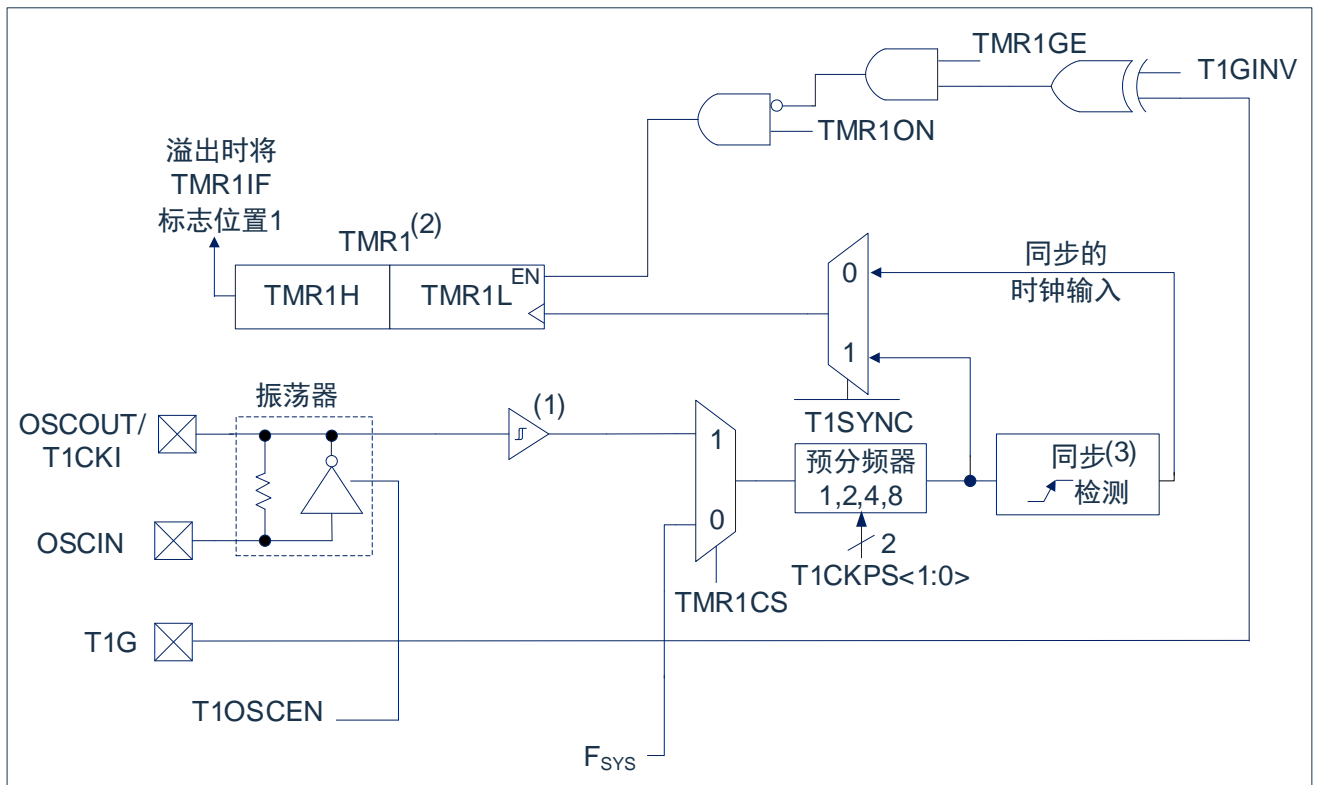 TMR1GE
T1GINV
TMR1ON
溢出时将
TMR1IF
标志位置1
TMR1(2)
EN
TMR1H
TMR1L
0
1
同步的
时钟输入
T1SYNC
振荡器
(1)
OSCOUT/
T1CKI
OSCIN
1
0
TMR1CS
预分频器
1,2,4,8
2
T1CKPS<1:0>
同步(3)
检测
T1G
T1OSCEN
FSYS